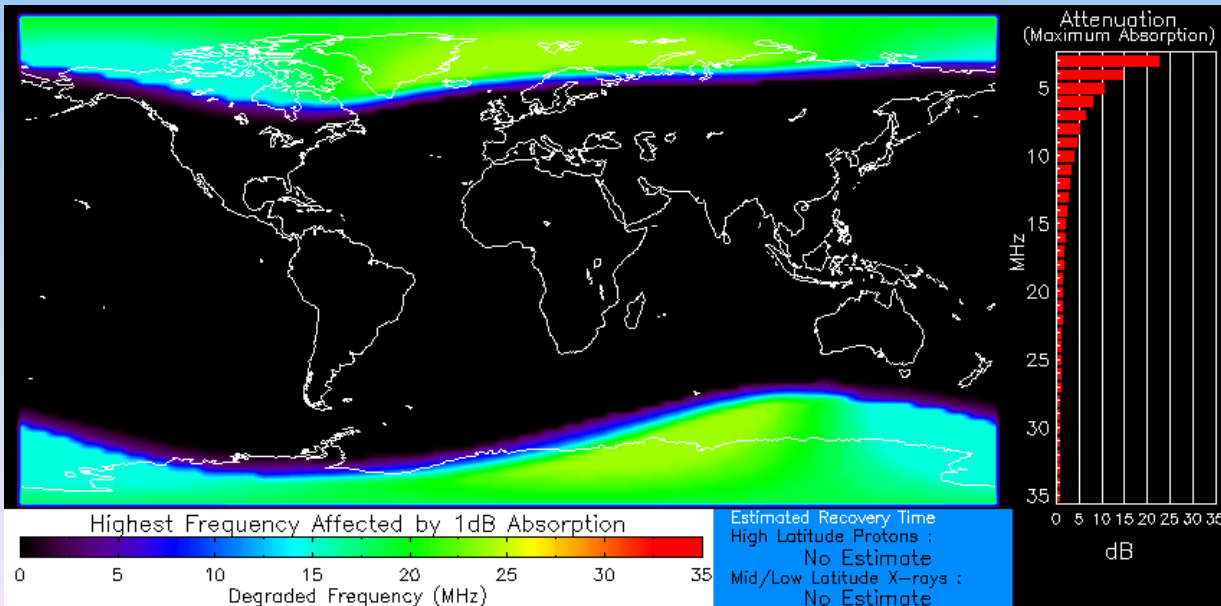 Attenuation
(Maximum Absorption)
5
10
15
20
25
30
35
MHz
0 5 10 15 20 25 30 35
dB
Highest Frequency Affected by 1dB Absorption
0 5 10 15 20 25 30 35
Degraded Frequency (MHz)
Estimated Recovery Time
High Latitude Protons :
No Estimate
Mid/Low Latitude X-rays :
No Estimate